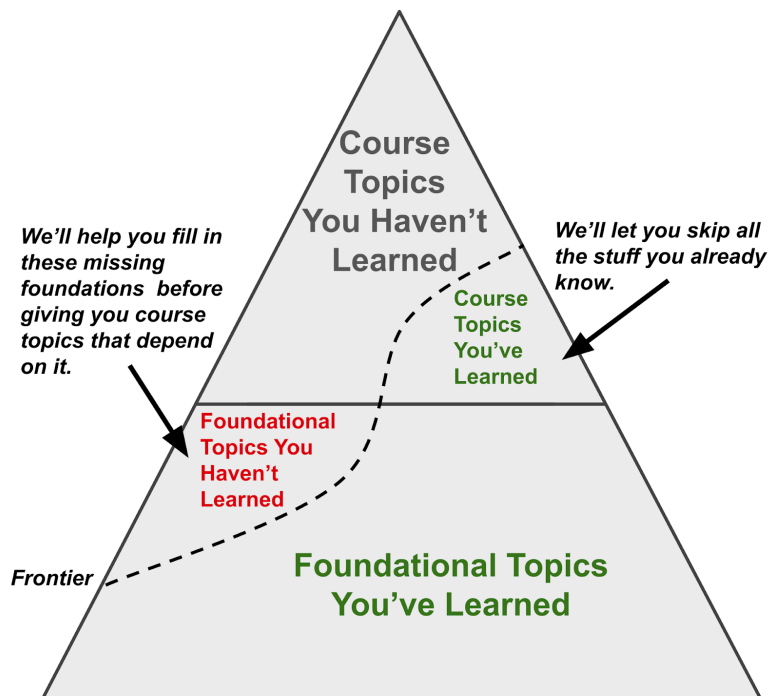 Course
Topics
You Haven't
Learned
We'll help you fill in
these missing
foundations  before
giving you course
topics that depend
on it.
We'll let you skip all
the stuff you already
know.
Course
Topics
You've
Learned
Foundational
Topics You
Haven't
Learned
Frontier
Foundational Topics
You've Learned